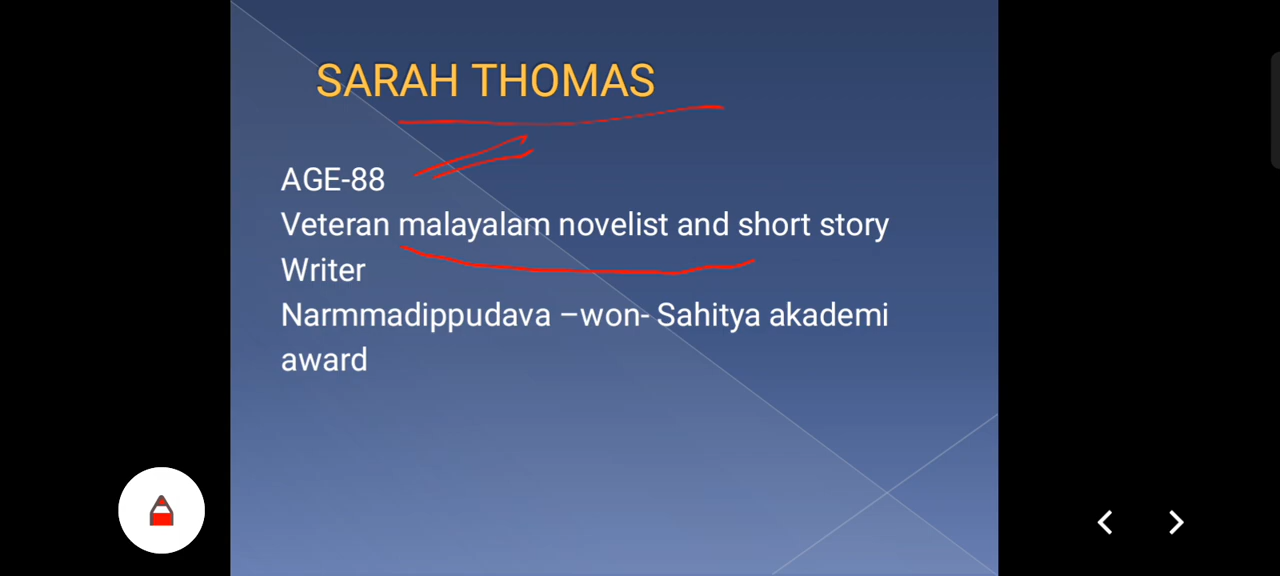 SARAH THOMAS
AGE-88
Veteran malayalam novelist and short story
Writer
Narmmadippudava –won- Sahitya akademi
award